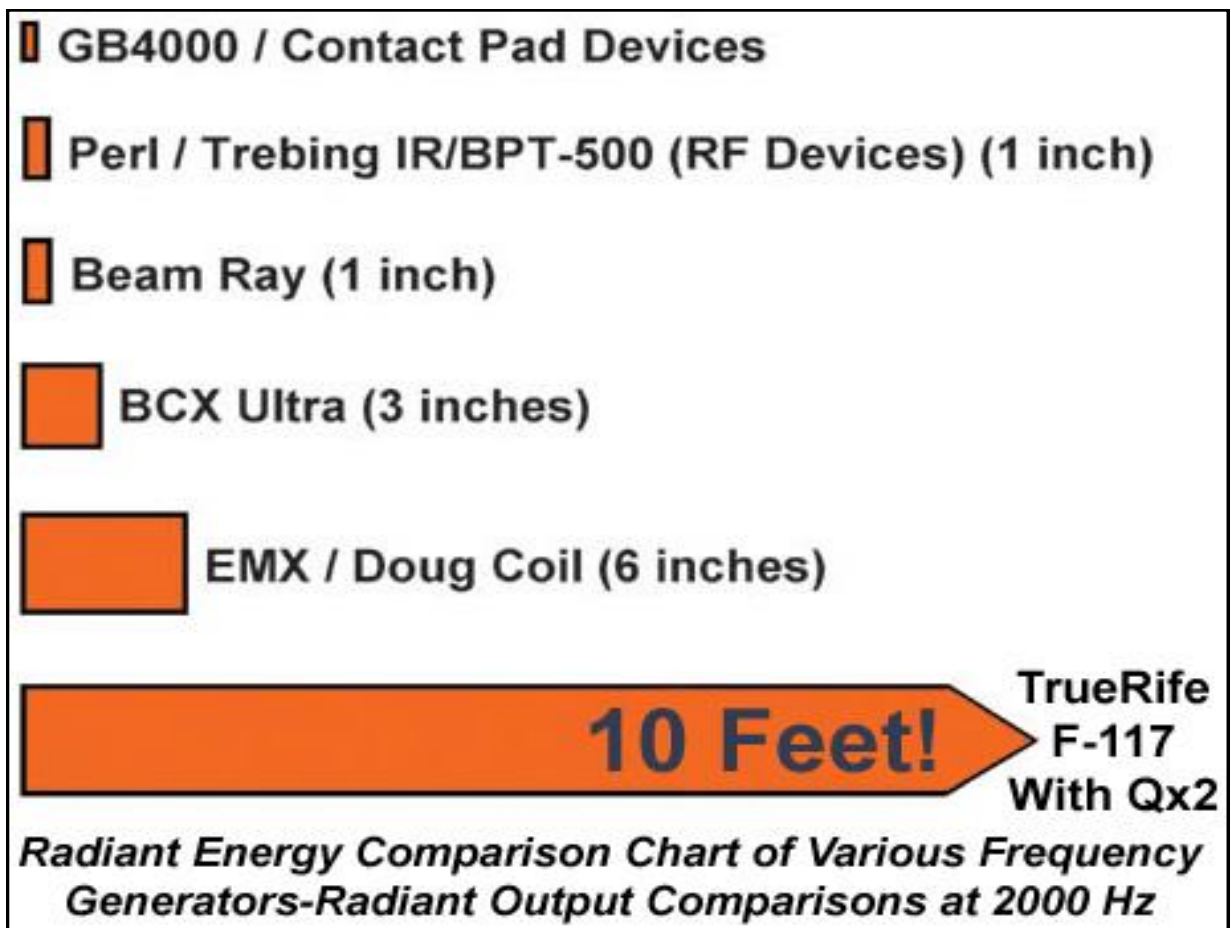 GB4000 / Contact Pad Devices
Perl / Trebing IR/BPT-500 (RF Devices) (1 inch)
Beam Ray (1 inch)
BCX Ultra (3 inches)
EMX / Doug Coil (6 inches)
10 Feet!
TrueRife
F-117
With Qx2
Radiant Energy Comparison Chart of Various Frequency
Generators-Radiant Output Comparisons at 2000 Hz